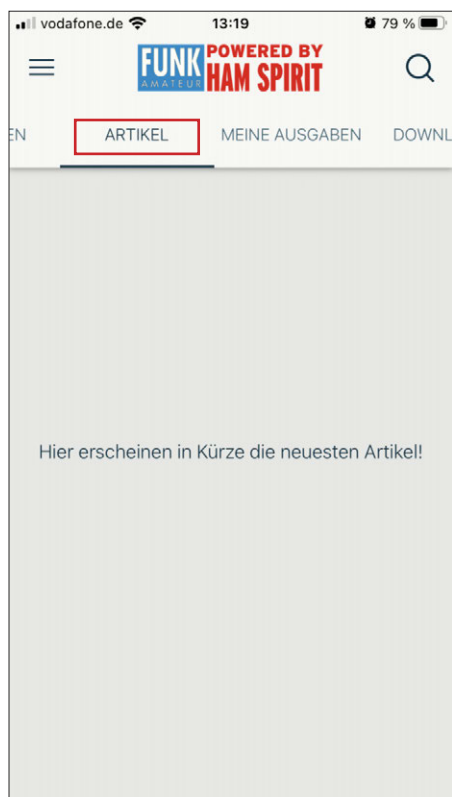 vodafone.de 13:19 79 %
FUNK AMATEUR POWERED BY HAM SPIRIT
EN ARTIKEL MEINE AUSGABEN DOWNL
Hier erscheinen in Kürze die neuesten Artikel!